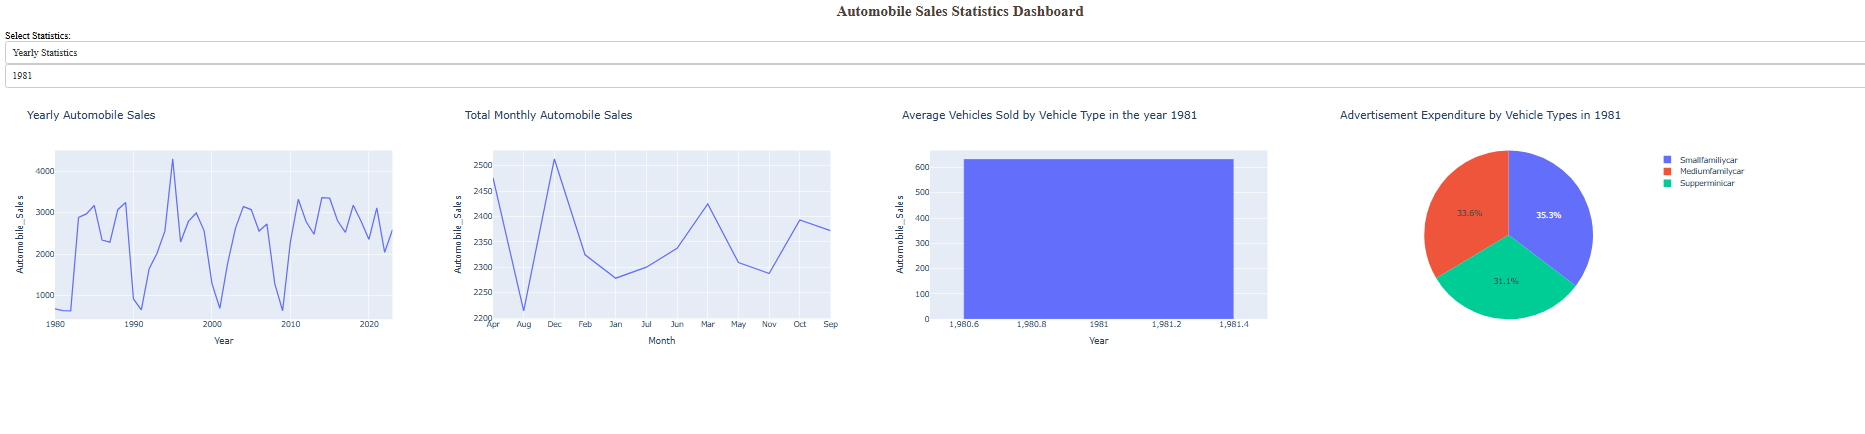 Automobile Sales Statistics Dashboard
Select Statistics:
Yearly Statistics
1981
Yearly Automobile Sales
Automobile_Sales
4000
3000
2000
1000
1980 1990 2000 2010 2020
Year
Total Monthly Automobile Sales
Automobile_Sales
2500
2450
2400
2350
2300
2250
2200
Apr Aug Dec Feb Jan Jul Jun Mar May Nov Oct Sep
Month
Average Vehicles Sold by Vehicle Type in the year 1981
Automobile_Sales
600
500
400
300
200
100
0
1,980.6 1,980.8 1981 1,981.2 1,981.4
Year
Advertisement Expenditure by Vehicle Types in 1981
33.6%
35.3%
31.1%
Smallfamiliycar
Mediumfamilycar
Supperminicar